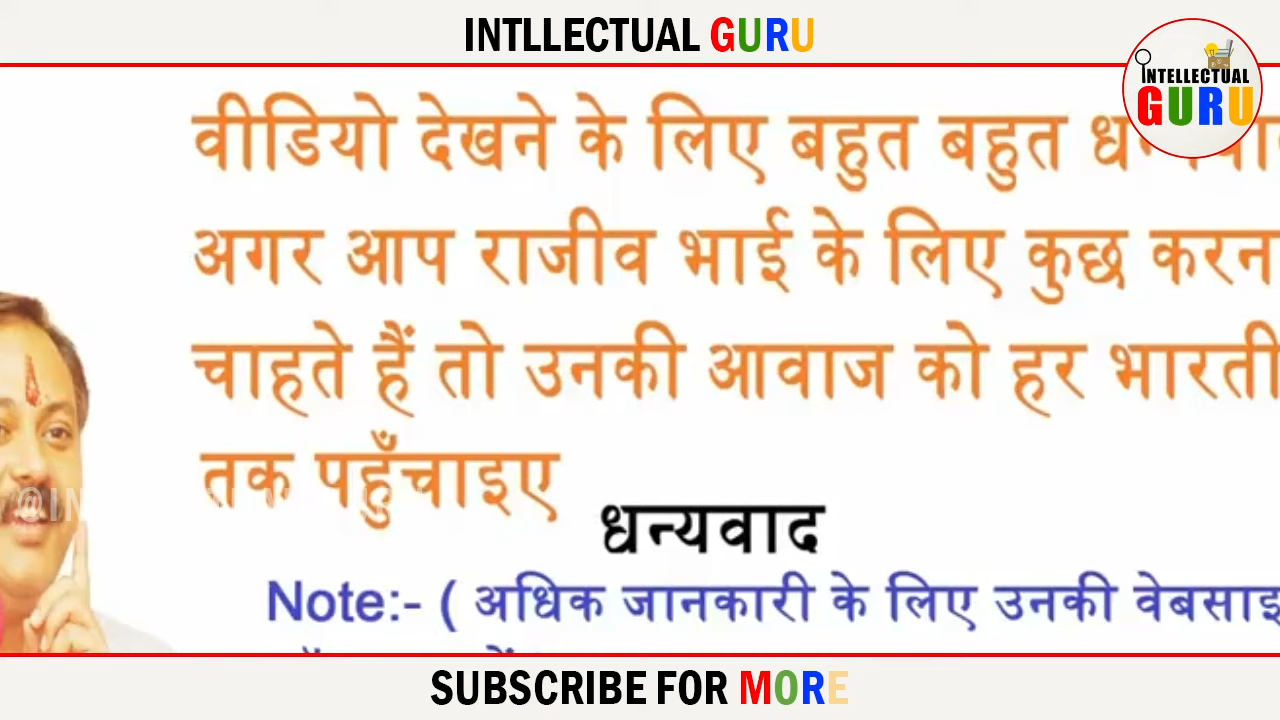 INTLLECTUAL GURU
INTELLECTUAL
GURU
वीडियो देखने के लिए बहुत बहुत
अगर आप राजीव भाई के लिए कुछ करन
चाहते हैं तो उनकी आवाज को हर भारती
तक पहुँचाइए
धन्यवाद
Note:- ( अधिक जानकारी के लिए उनकी वेबसाइ
SUBSCRIBE FOR MORE